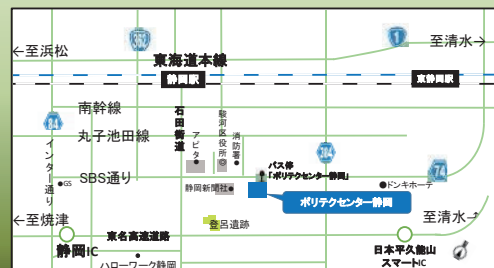 ←至浜松
362
1
至清水→
東海道本線
静岡駅
東静岡駅
南幹線
84
丸子池田線
石田街道
アピタ
駿河区役所
消防署
384
74
インター通り
GS
SBS通り
静岡新聞社
バス停
「ポリテクセンター静岡」
ドンキホーテ
ポリテクセンター静岡
←至焼津
登呂遺跡
至清水→
東名高速道路
静岡IC
ハローワーク静岡
日本平久能山
スマートIC